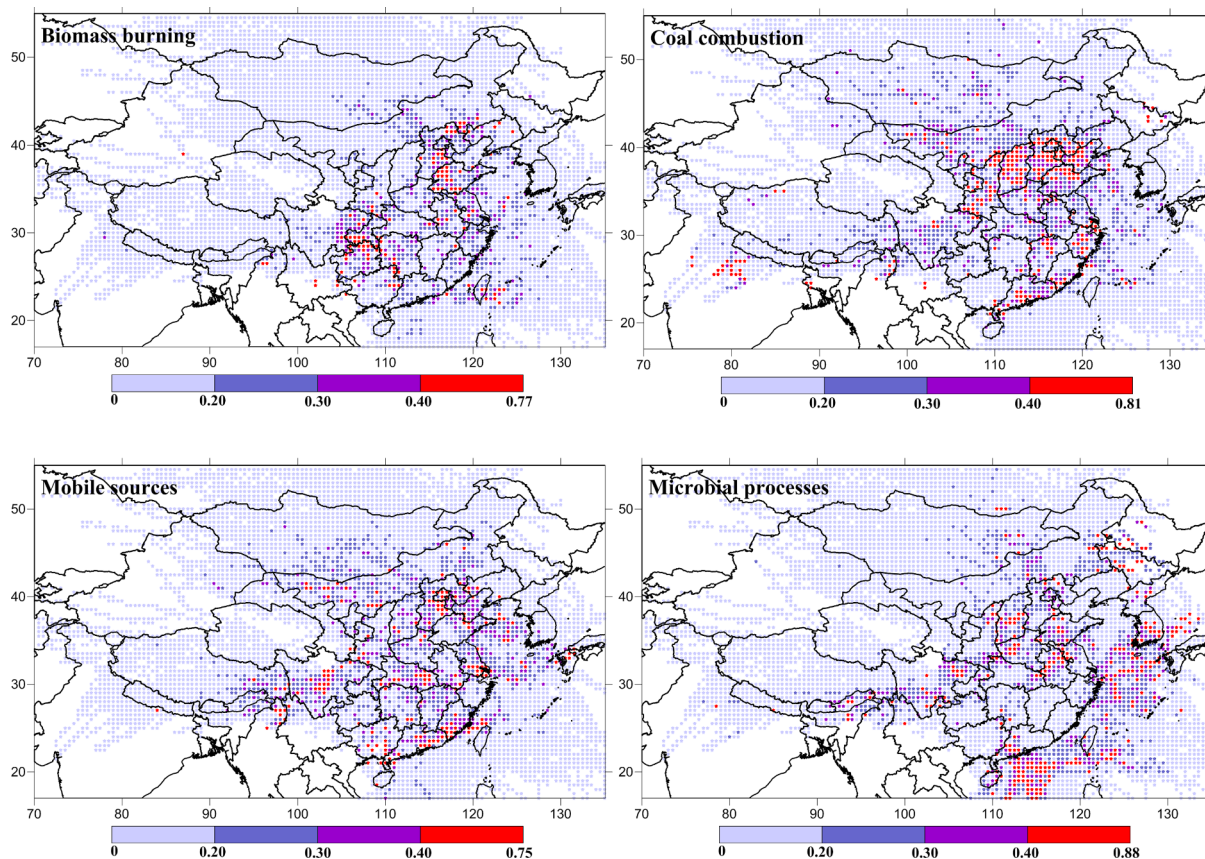 Biomass burning
50
40
30
20
70 80 90 100 110 120 130
0 0.20 0.30 0.40 0.77
Coal combustion
50
40
30
20
70 80 90 100 110 120 130
0 0.20 0.30 0.40 0.81
Mobile sources
50
40
30
20
70 80 90 100 110 120 130
0 0.20 0.30 0.40 0.75
Microbial processes
50
40
30
20
70 80 90 100 110 120 130
0 0.20 0.30 0.40 0.88